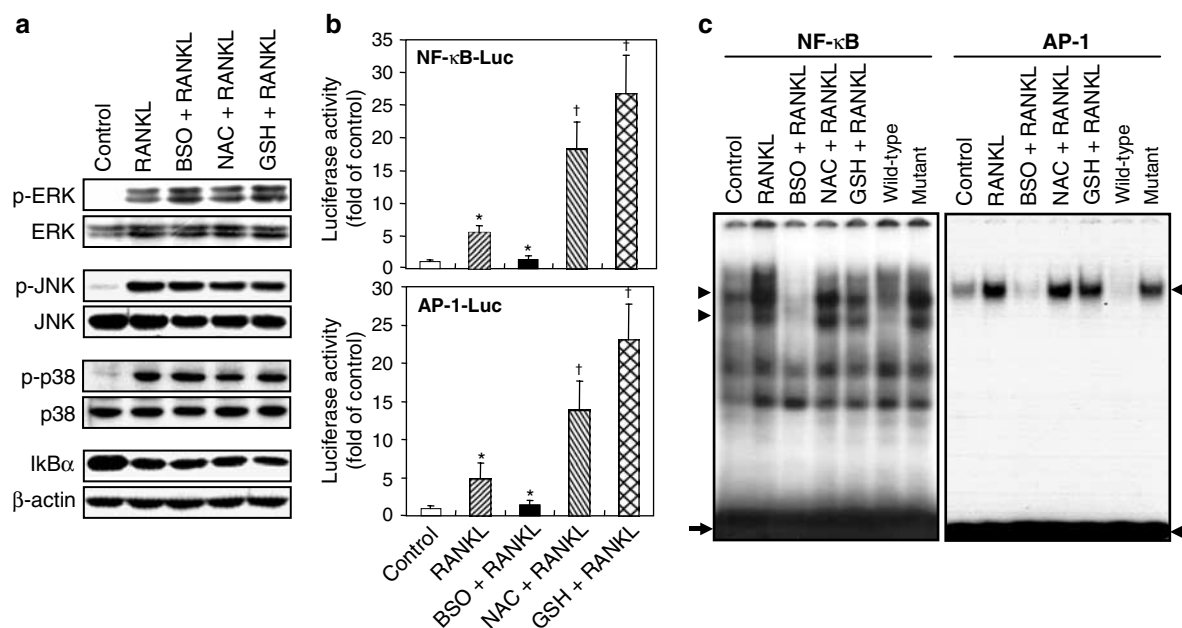 a
Control
RANKL
BSO + RANKL
NAC + RANKL
GSH + RANKL
p-ERK
ERK
p-JNK
JNK
p-p38
p38
IkBα
β-actin
b
Luciferase activity
(fold of control)
35
30
25
20
15
10
5
0
NF-κB-Luc
*
*
†
†
Luciferase activity
(fold of control)
30
25
20
15
10
5
0
AP-1-Luc
*
*
†
†
Control
RANKL
BSO + RANKL
NAC + RANKL
GSH + RANKL
c
NF-κB
Control
RANKL
BSO + RANKL
NAC + RANKL
GSH + RANKL
Wild-type
Mutant
AP-1
Control
RANKL
BSO + RANKL
NAC + RANKL
GSH + RANKL
Wild-type
Mutant